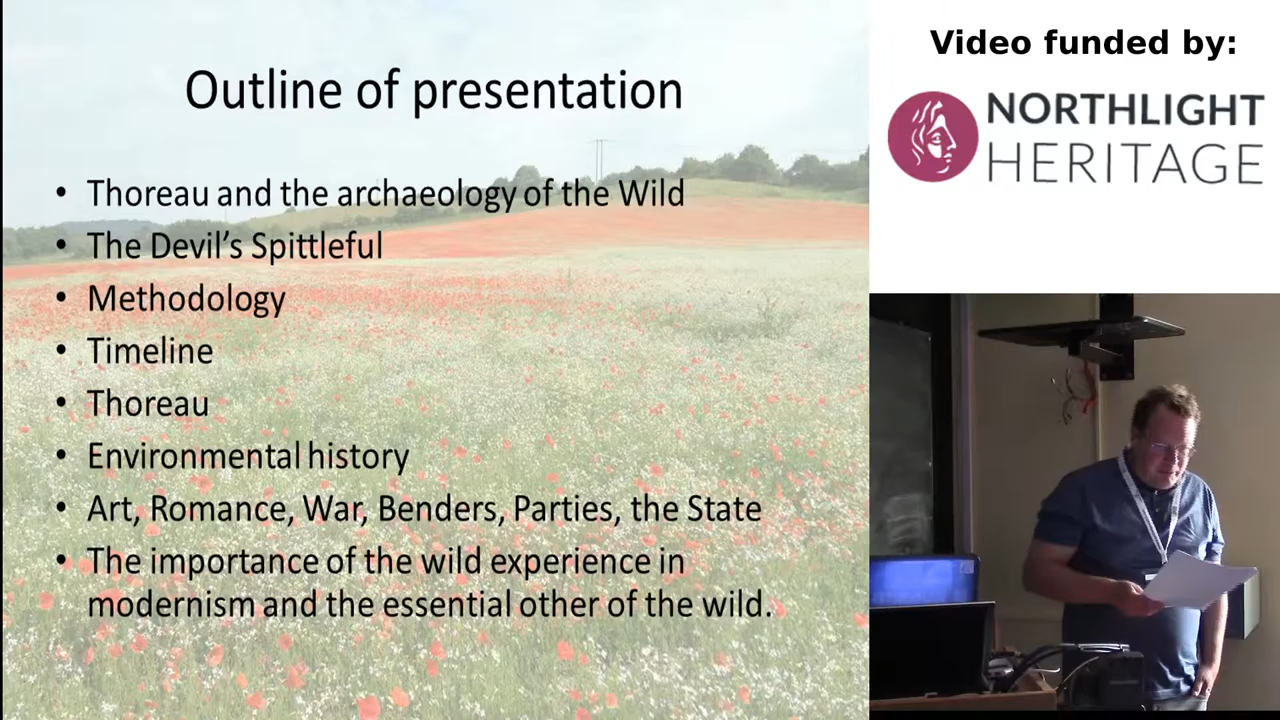 Outline of presentation
• Thoreau and the archaeology of the Wild
• The Devil's Spittleful
• Methodology
• Timeline
• Thoreau
• Environmental history
• Art, Romance, War, Benders, Parties, the State
• The importance of the wild experience in
modernism and the essential other of the wild.
Video funded by:
NORTHLIGHT
HERITAGE